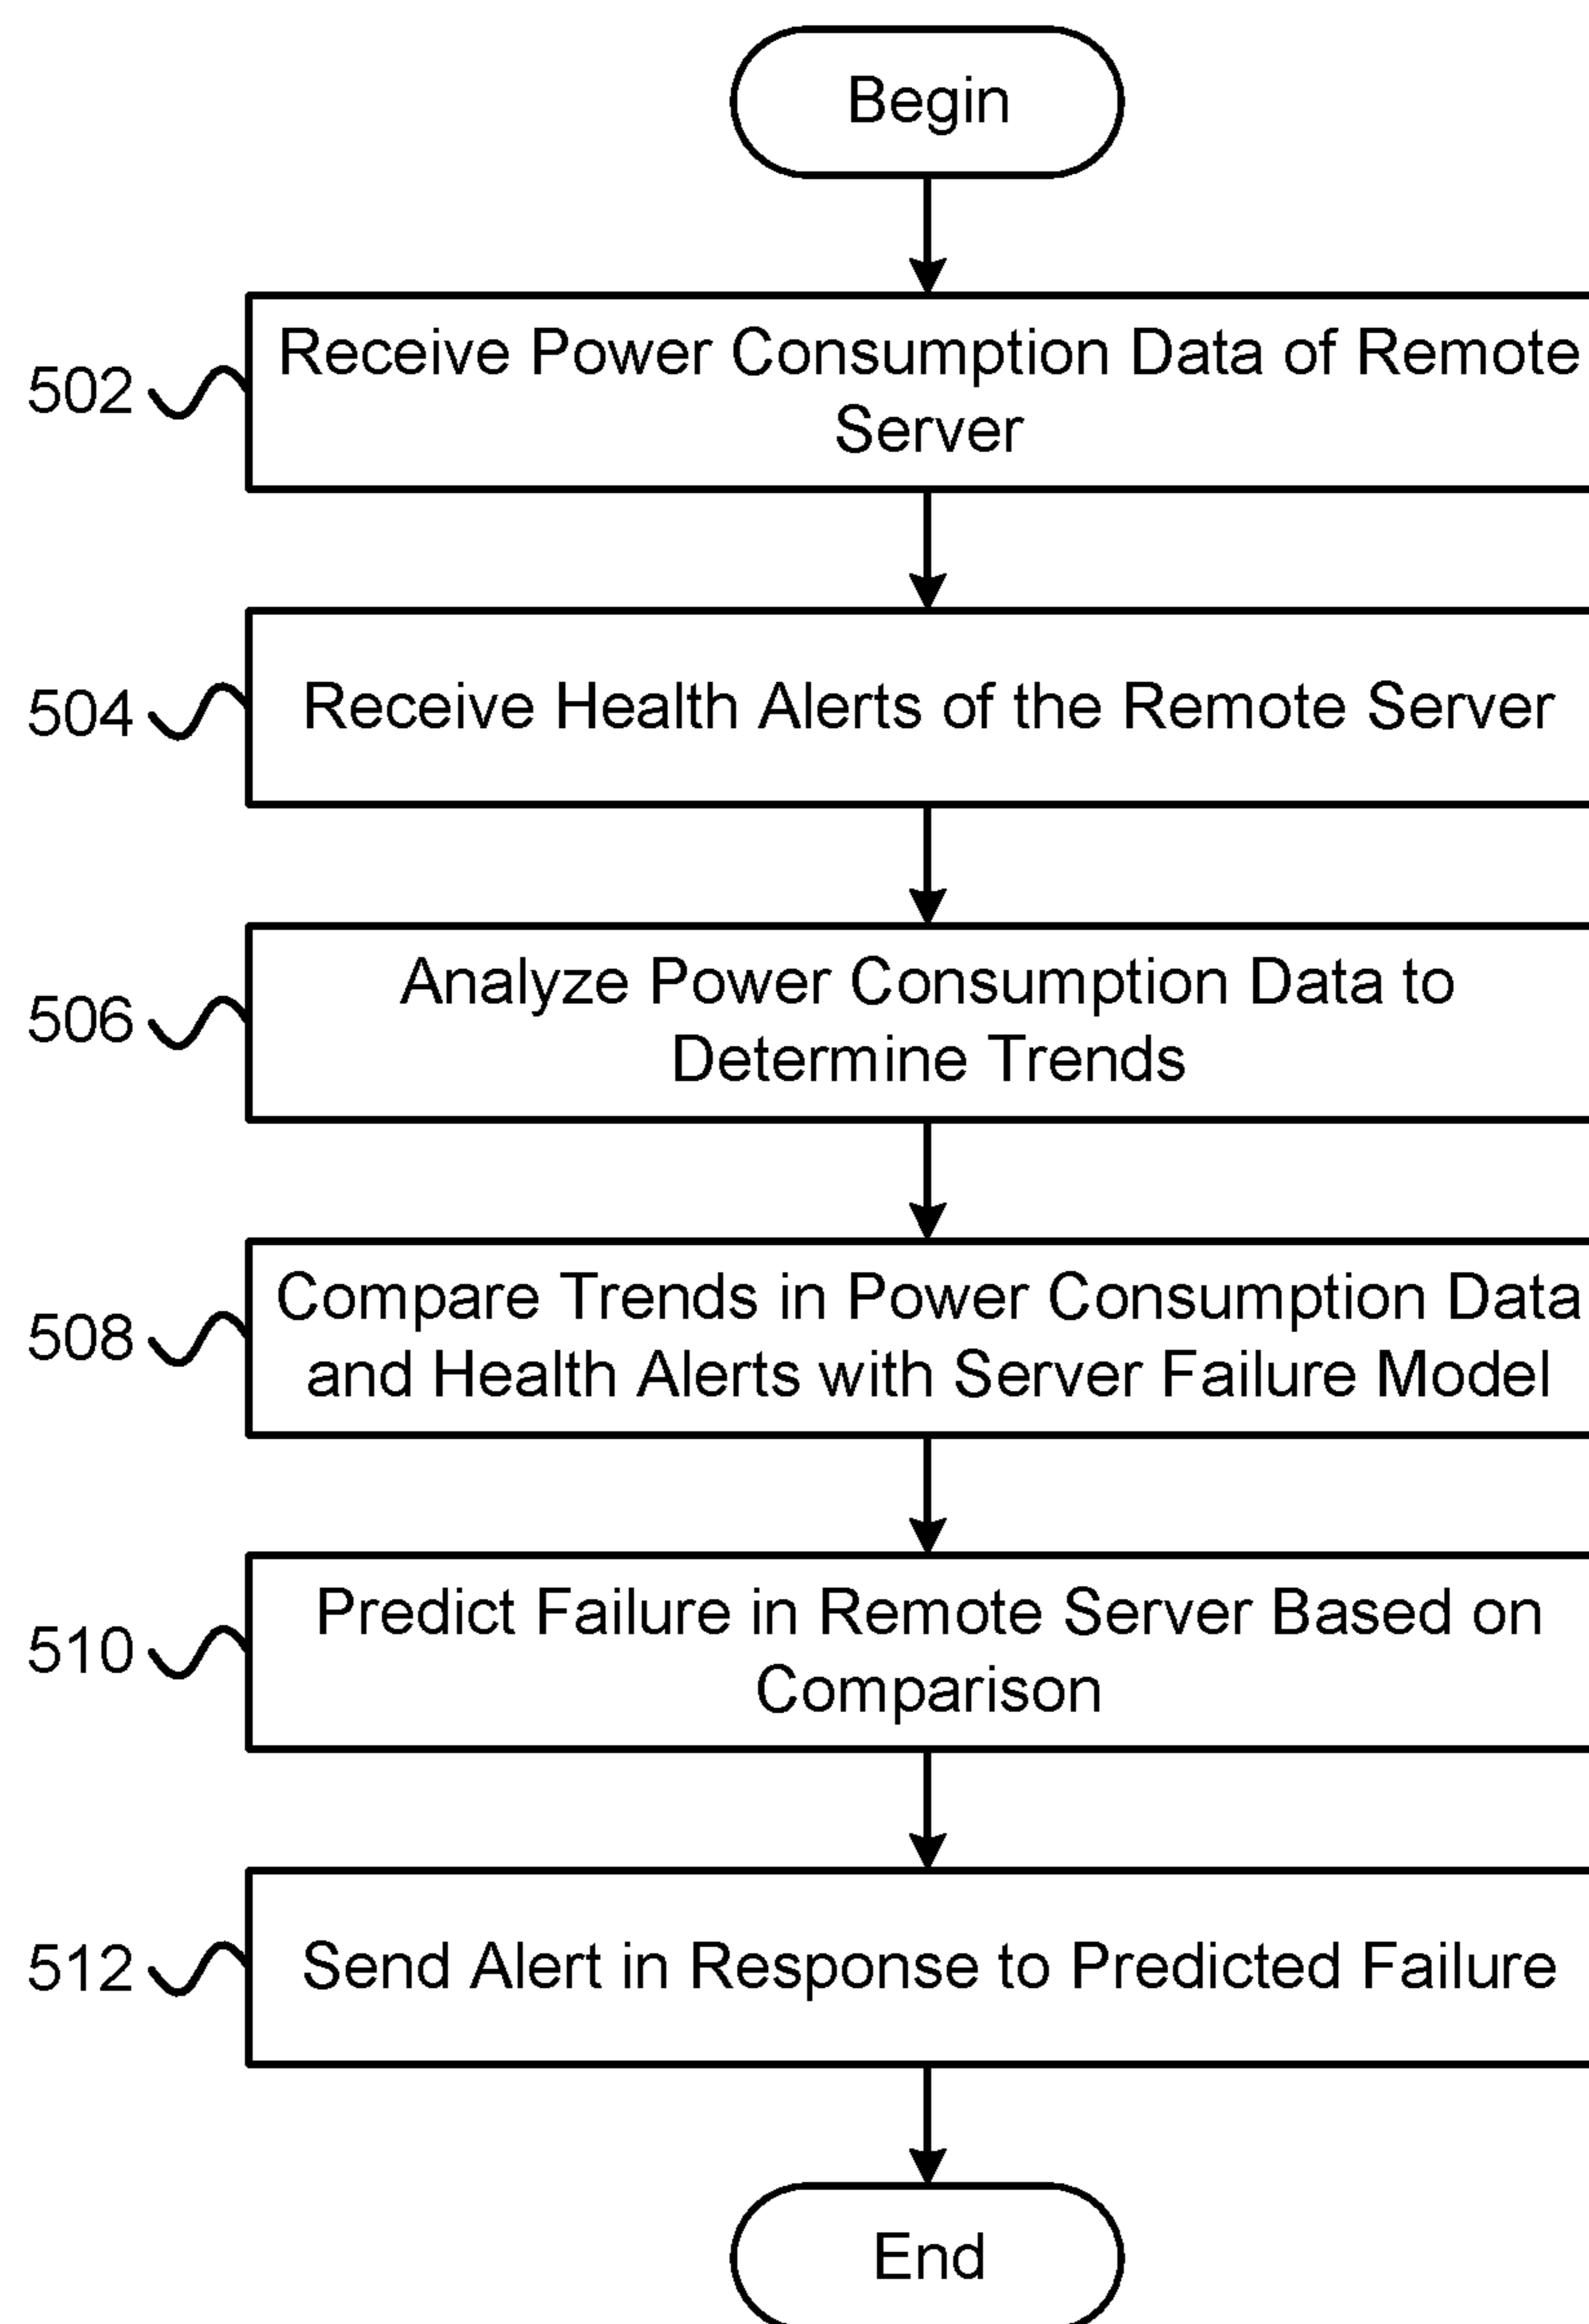 Begin
502
Receive Power Consumption Data of Remote
Server
504
Receive Health Alerts of the Remote Server
506
Analyze Power Consumption Data to
Determine Trends
508
Compare Trends in Power Consumption Data
and Health Alerts with Server Failure Model
510
Predict Failure in Remote Server Based on
Comparison
512
Send Alert in Response to Predicted Failure
End